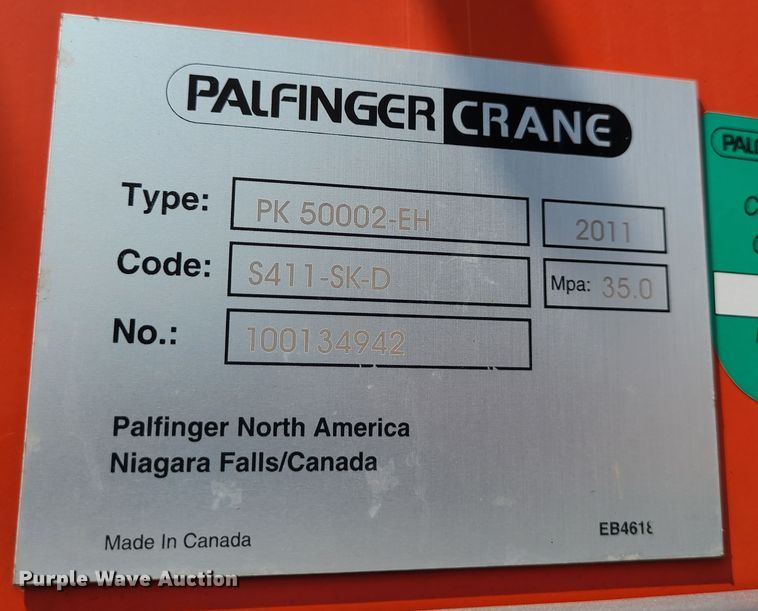 PALFINGER CRANE
Type: PK 50002-EH 2011
Code: S411-SK-D Mpa: 35.0
No.: 100134942
Palfinger North America
Niagara Falls/Canada
Made In Canada EB4618
Purple Wave Auction